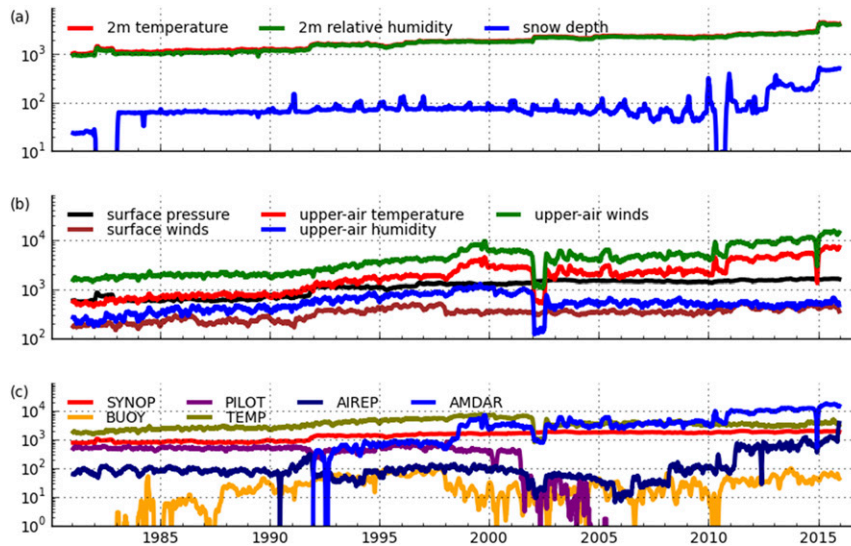 (a)
2m temperature 2m relative humidity snow depth
10³
10²
10¹
(b)
surface pressure upper-air temperature upper-air winds
surface winds upper-air humidity
10⁴
10³
10²
(c)
SYNOP PILOT AIREP AMDAR
BUOY TEMP
10⁴
10³
10²
10¹
10⁰
1985 1990 1995 2000 2005 2010 2015